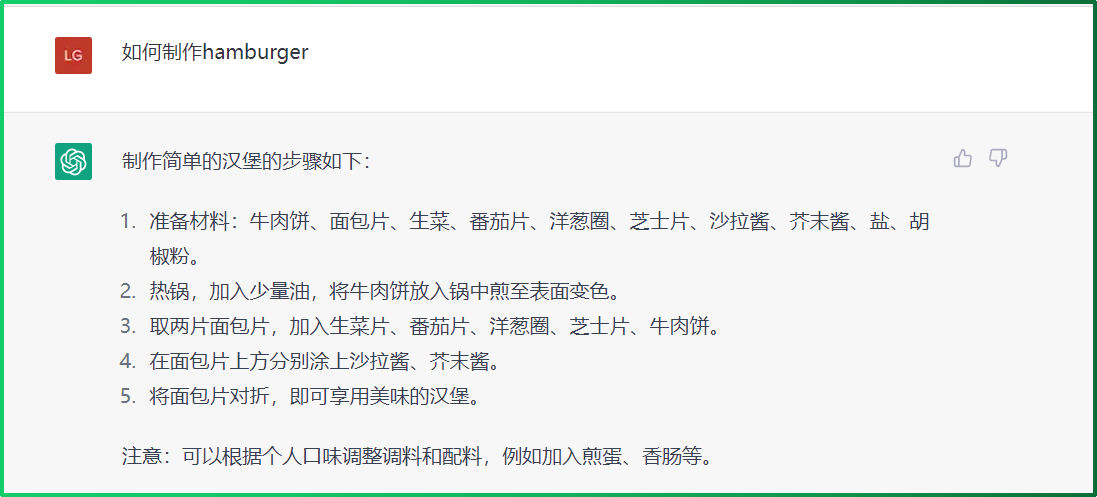 LG
如何制作hamburger
制作简单的汉堡的步骤如下：
1. 准备材料：牛肉饼、面包片、生菜、番茄片、洋葱圈、芝士片、沙拉酱、芥末酱、盐、胡
椒粉。
2. 热锅，加入少量油，将牛肉饼放入锅中煎至表面变色。
3. 取两片面包片，加入生菜片、番茄片、洋葱圈、芝士片、牛肉饼。
4. 在面包片上方分别涂上沙拉酱、芥末酱。
5. 将面包片对折，即可享用美味的汉堡。
注意：可以根据个人口味调整调料和配料，例如加入煎蛋、香肠等。